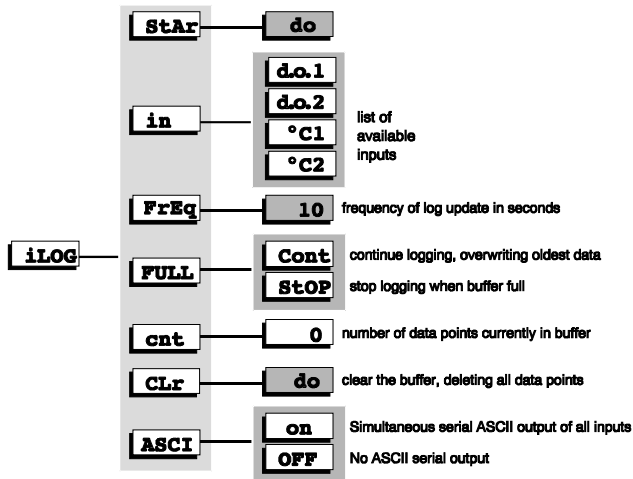 StAr
do
in
d.o.1
d.o.2
°C1
°C2
list of
available
inputs
FrEq
10
frequency of log update in seconds
iLOG
FULL
Cont
continue logging, overwriting oldest data
StOP
stop logging when buffer full
cnt
0
number of data points currently in buffer
CLr
do
clear the buffer, deleting all data points
ASCI
on
Simultaneous serial ASCII output of all inputs
OFF
No ASCII serial output